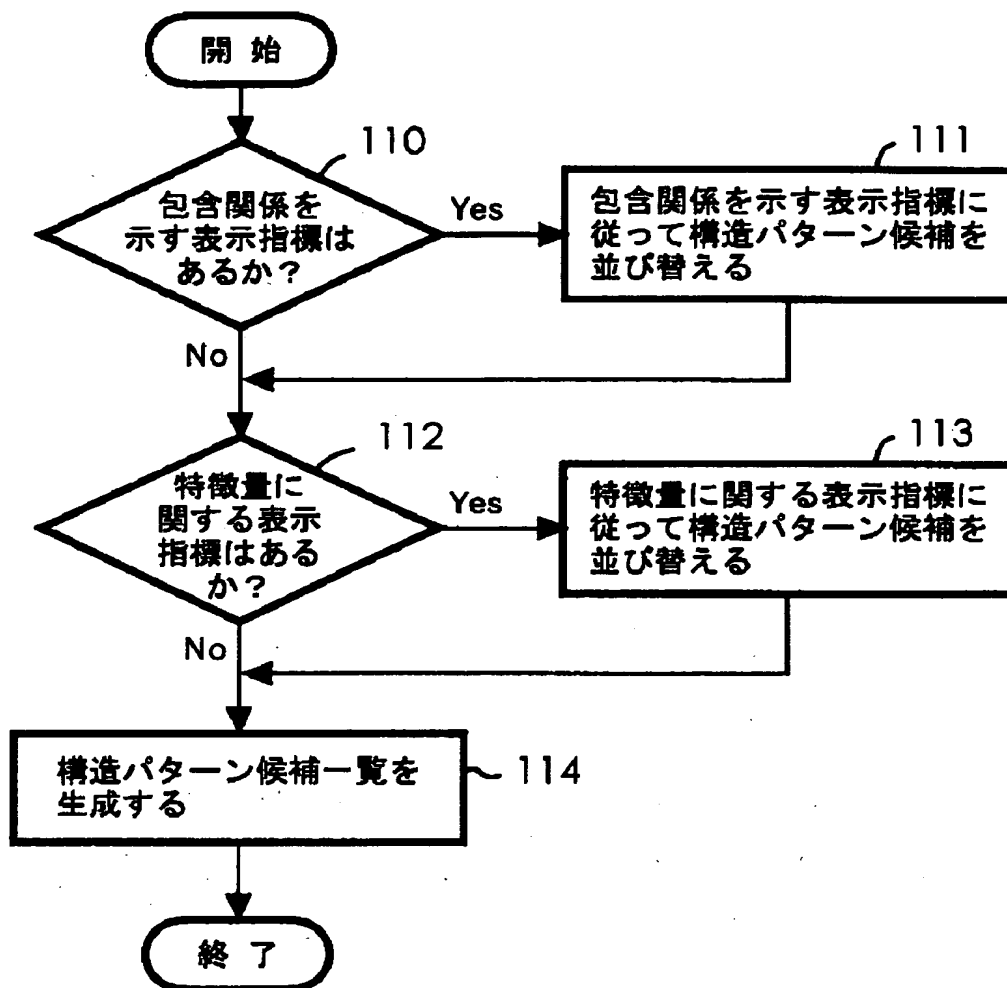 開始
110
包含関係を
示す表示指標は
あるか？
Yes
111
包含関係を示す表示指標に
従って構造パターン候補を
並び替える
No
112
特徴量に
関する表示
指標はある
か？
Yes
113
特徴量に関する表示指標に
従って構造パターン候補を
並び替える
No
構造パターン候補一覧を
生成する
114
終了